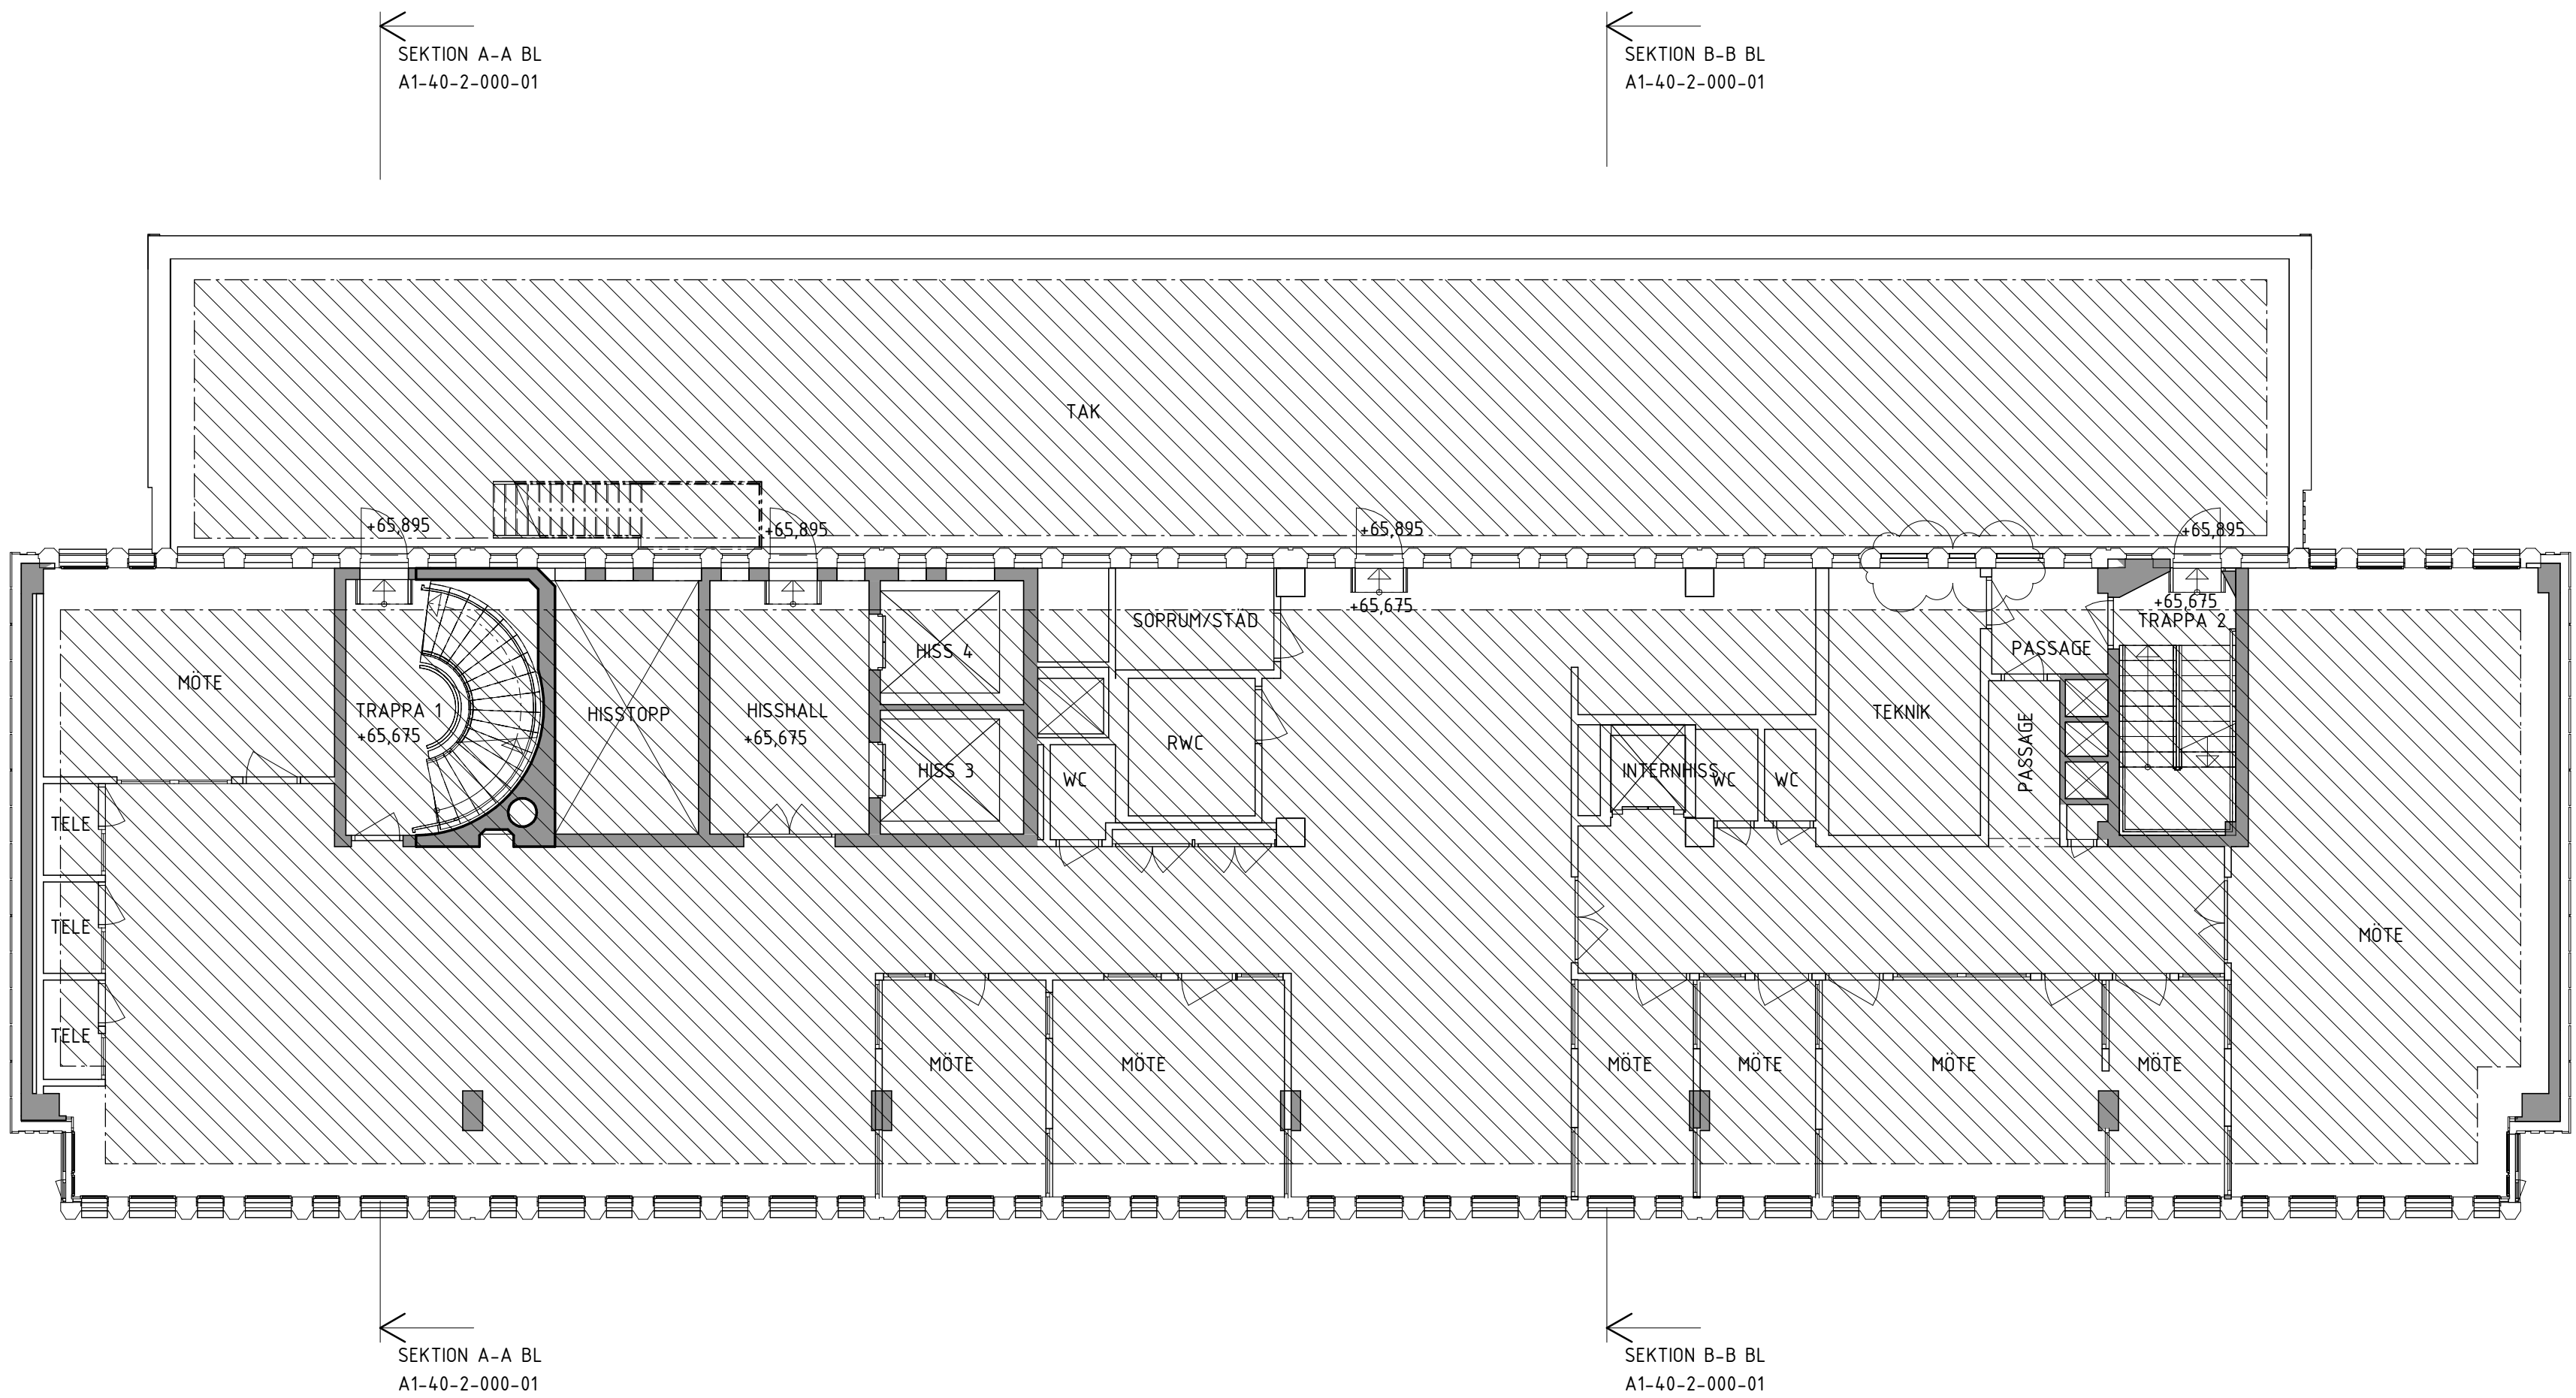 SEKTION A-A BL
A1-40-2-000-01
SEKTION B-B BL
A1-40-2-000-01
TAK
+65,895
+65,895
+65,895
+65,895
+65,675
+65,675
SOPRUM/STÄD
TRAPPA 2
HISS 4
PASSAGE
MÖTE
TRAPPA 1
+65,675
HISSTOPP
HISSHALL
+65,675
TEKNIK
RWC
PASSAGE
HISS 3
INTERNHISS
WC
WC
WC
TELE
TELE
MÖTE
TELE
MÖTE
MÖTE
MÖTE
MÖTE
MÖTE
MÖTE
SEKTION A-A BL
A1-40-2-000-01
SEKTION B-B BL
A1-40-2-000-01